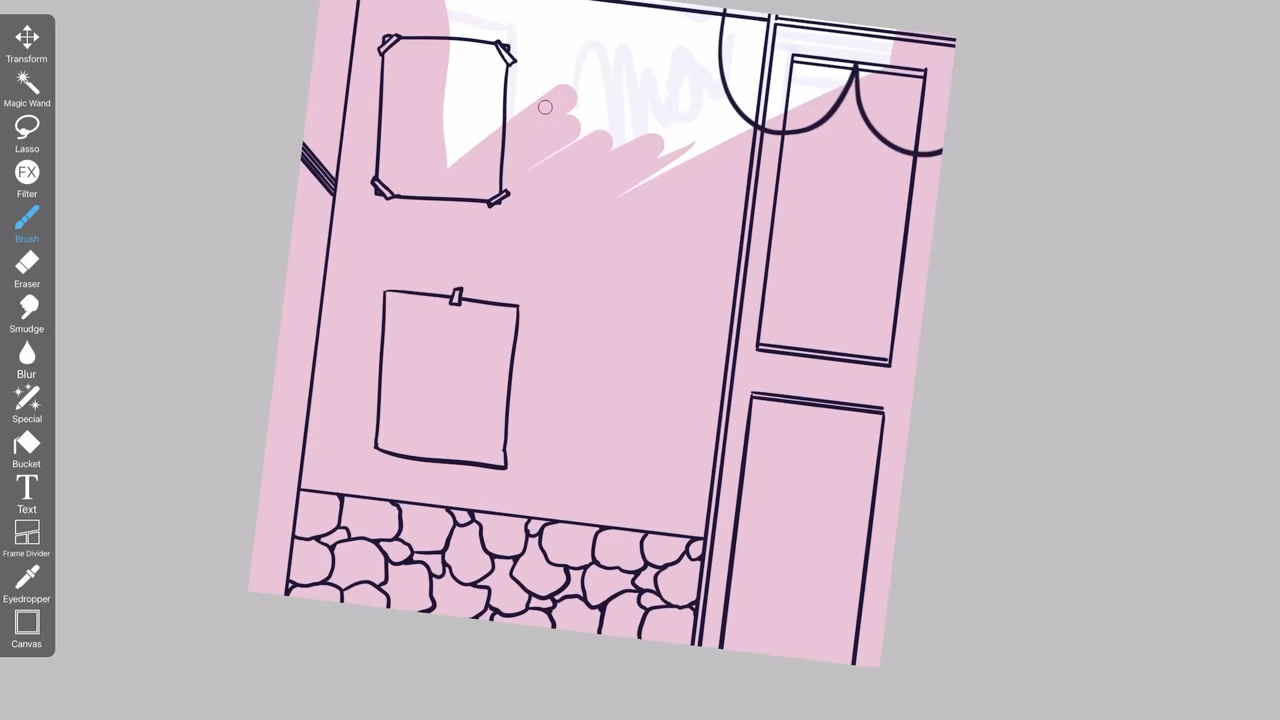 Transform
Magic Wand
Lasso
FX
Filter
Brush
Eraser
Smudge
Blur
Special
Bucket
T
Text
Frame Divider
Eyedropper
Canvas